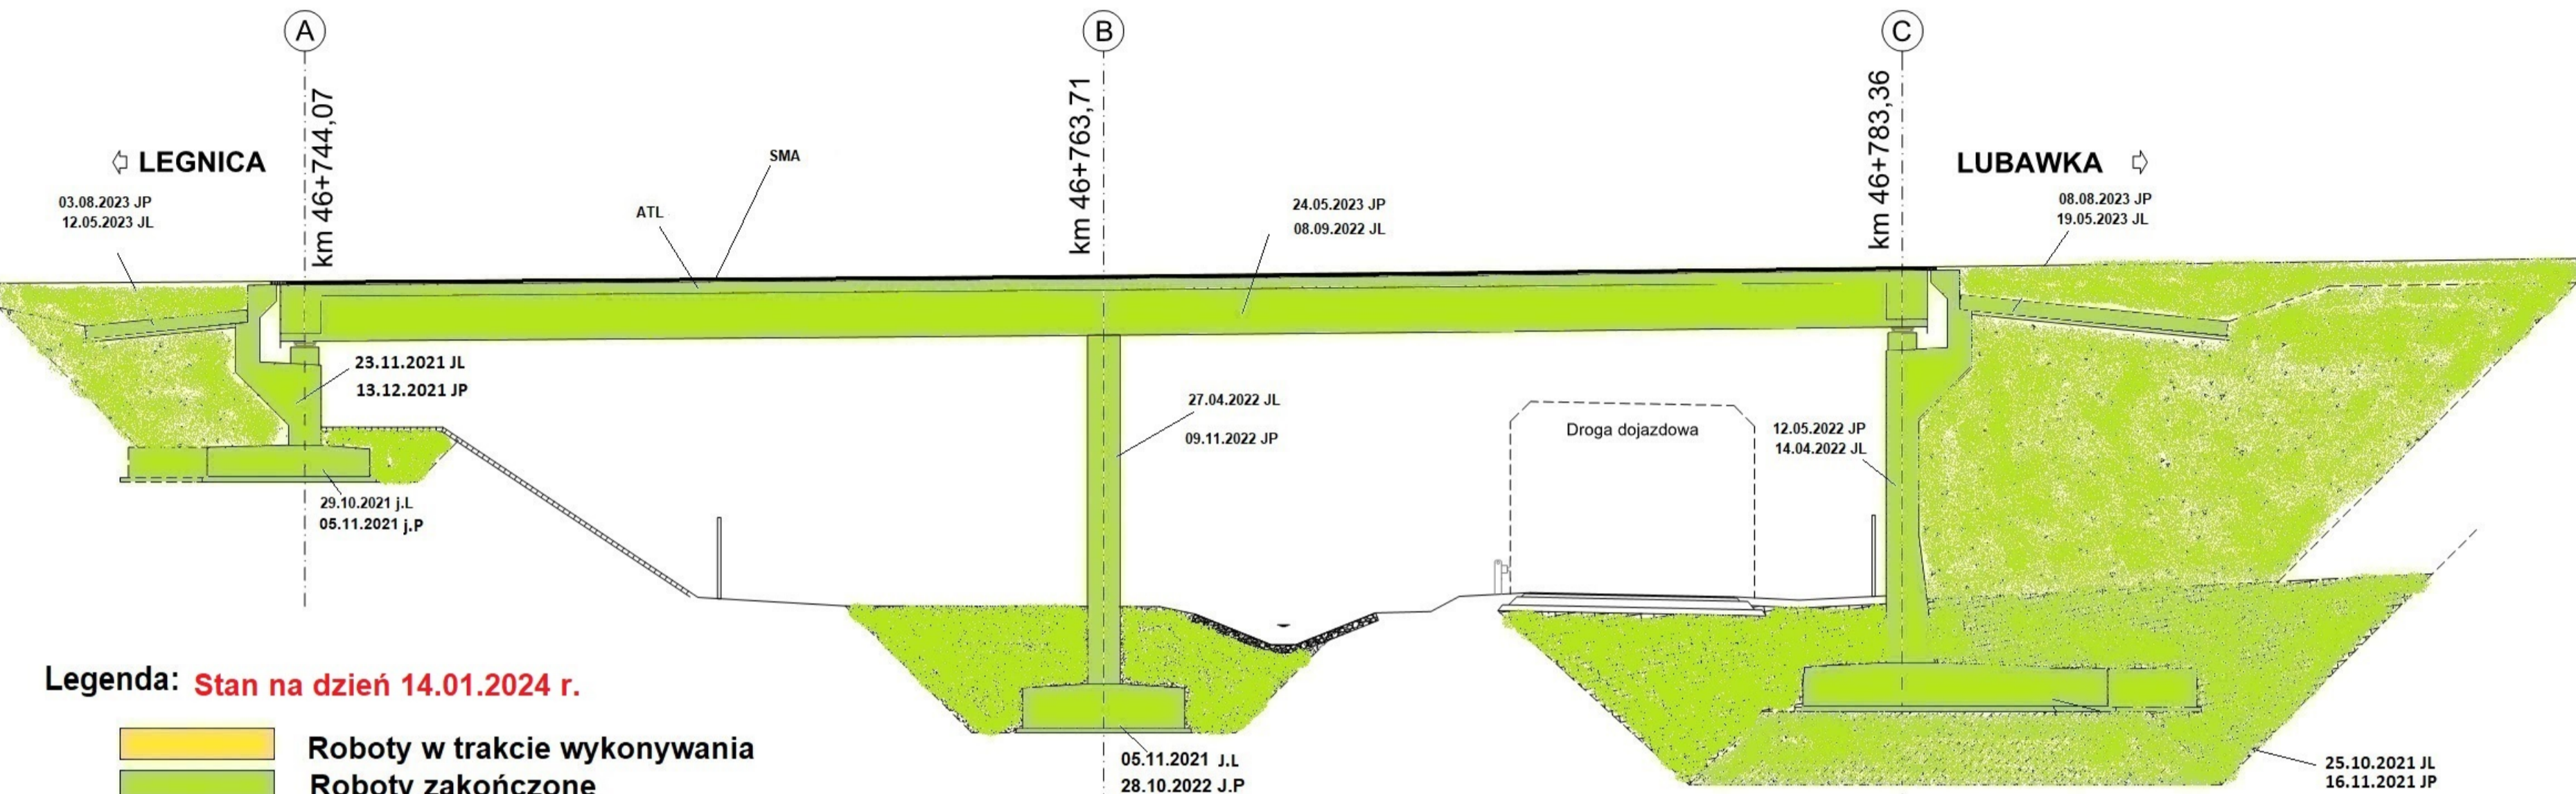 A
B
C
km 46+744,07
km 46+763,71
km 46+783,36
LEGNICA
LUBAWKA
03.08.2023 JP
12.05.2023 JL
SMA
ATL
24.05.2023 JP
08.09.2022 JL
08.08.2023 JP
19.05.2023 JL
23.11.2021 JL
13.12.2021 JP
27.04.2022 JL
09.11.2022 JP
Droga dojazdowa
12.05.2022 JP
14.04.2022 JL
29.10.2021 j.L
05.11.2021 j.P
Legenda: Stan na dzień 14.01.2024 r.
Roboty w trakcie wykonywania
Roboty zakończone
05.11.2021 J.L
28.10.2022 J.P
25.10.2021 JL
16.11.2021 JP